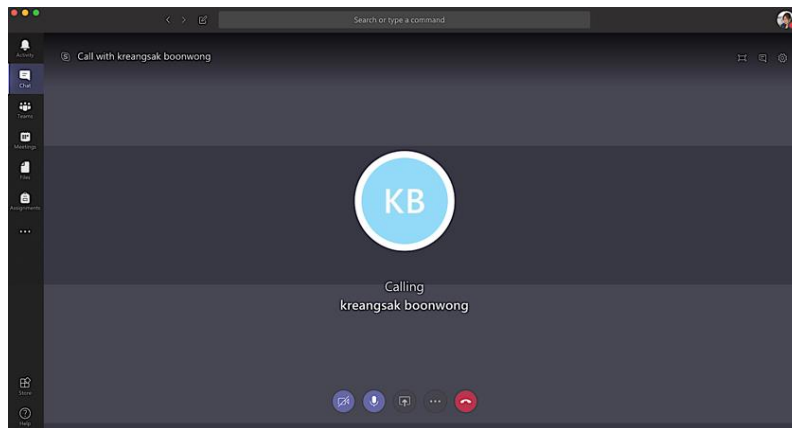 Search or type a command
Activity
Call with kreangsak boonwong
Chat
Teams
Meetings
Files
Assignments
KB
Calling
kreangsak boonwong
Store
Help